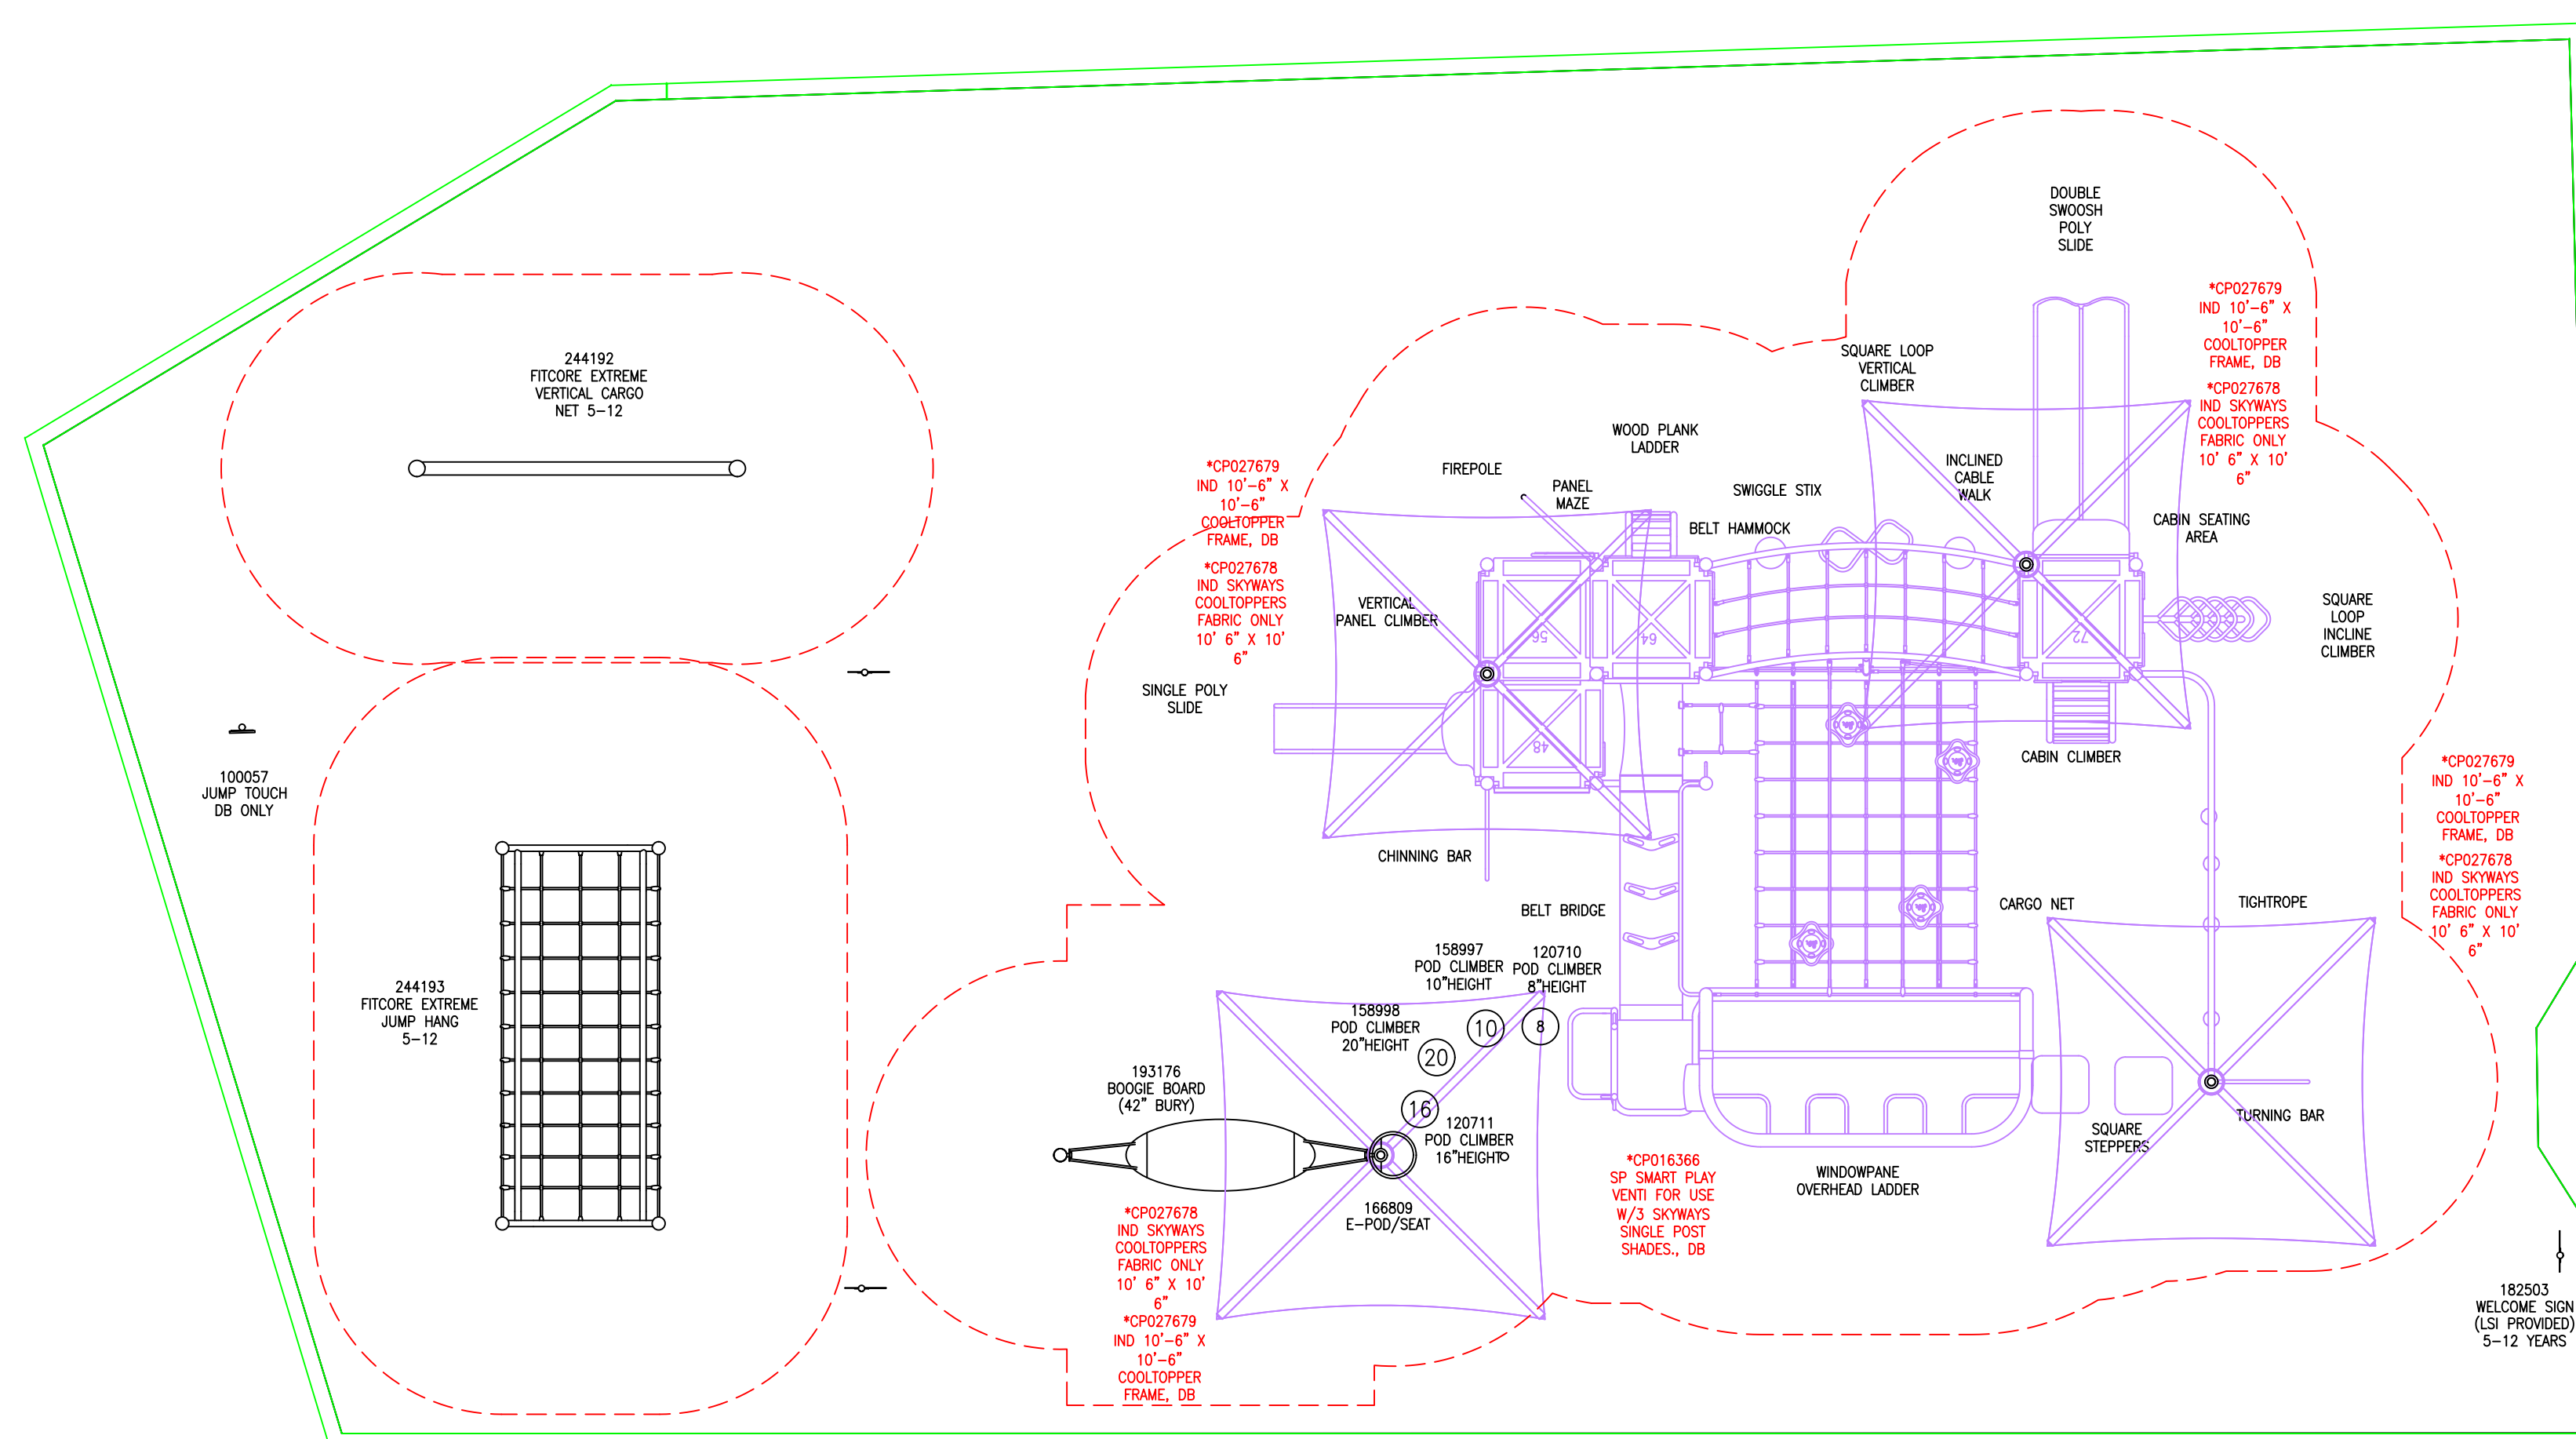 DOUBLE
SWOOSH
POLY
SLIDE
*CP027679
IND 10'-6" X
10'-6"
COOLTOPPER
FRAME, DB
*CP027678
IND SKYWAYS
COOLTOPPERS
FABRIC ONLY
10' 6" X 10'
6"
244192
FITCORE EXTREME
VERTICAL CARGO
NET 5-12
SQUARE LOOP
VERTICAL
CLIMBER
WOOD PLANK
LADDER
FIREPOLE
PANEL
MAZE
SWIGGLE STIX
BELT HAMMOCK
INCLINED
CABLE
WALK
CABIN SEATING
AREA
*CP027679
IND 10'-6" X
10'-6"
COOLTOPPER
FRAME, DB
*CP027678
IND SKYWAYS
COOLTOPPERS
FABRIC ONLY
10' 6" X 10'
6"
VERTICAL
PANEL CLIMBER
56
64
72
48
SQUARE
LOOP
INCLINE
CLIMBER
SINGLE POLY
SLIDE
CABIN CLIMBER
100057
JUMP TOUCH
DB ONLY
*CP027679
IND 10'-6" X
10'-6"
COOLTOPPER
FRAME, DB
*CP027678
IND SKYWAYS
COOLTOPPERS
FABRIC ONLY
10' 6" X 10'
6"
CHINNING BAR
BELT BRIDGE
CARGO NET
TIGHTROPE
158997
POD CLIMBER
10"HEIGHT
120710
POD CLIMBER
8"HEIGHT
158998
POD CLIMBER
20"HEIGHT
10
8
20
16
244193
FITCORE EXTREME
JUMP HANG
5-12
193176
BOOGIE BOARD
(42" BURY)
120711
POD CLIMBER
16"HEIGHT
TURNING BAR
SQUARE
STEPPERS
WINDOWPANE
OVERHEAD LADDER
*CP016366
SP SMART PLAY
VENTI FOR USE
W/3 SKYWAYS
SINGLE POST
SHADES., DB
166809
E-POD/SEAT
*CP027678
IND SKYWAYS
COOLTOPPERS
FABRIC ONLY
10' 6" X 10'
6"
*CP027679
IND 10'-6" X
10'-6"
COOLTOPPER
FRAME, DB
182503
WELCOME SIGN
(LSI PROVIDED)
5-12 YEARS